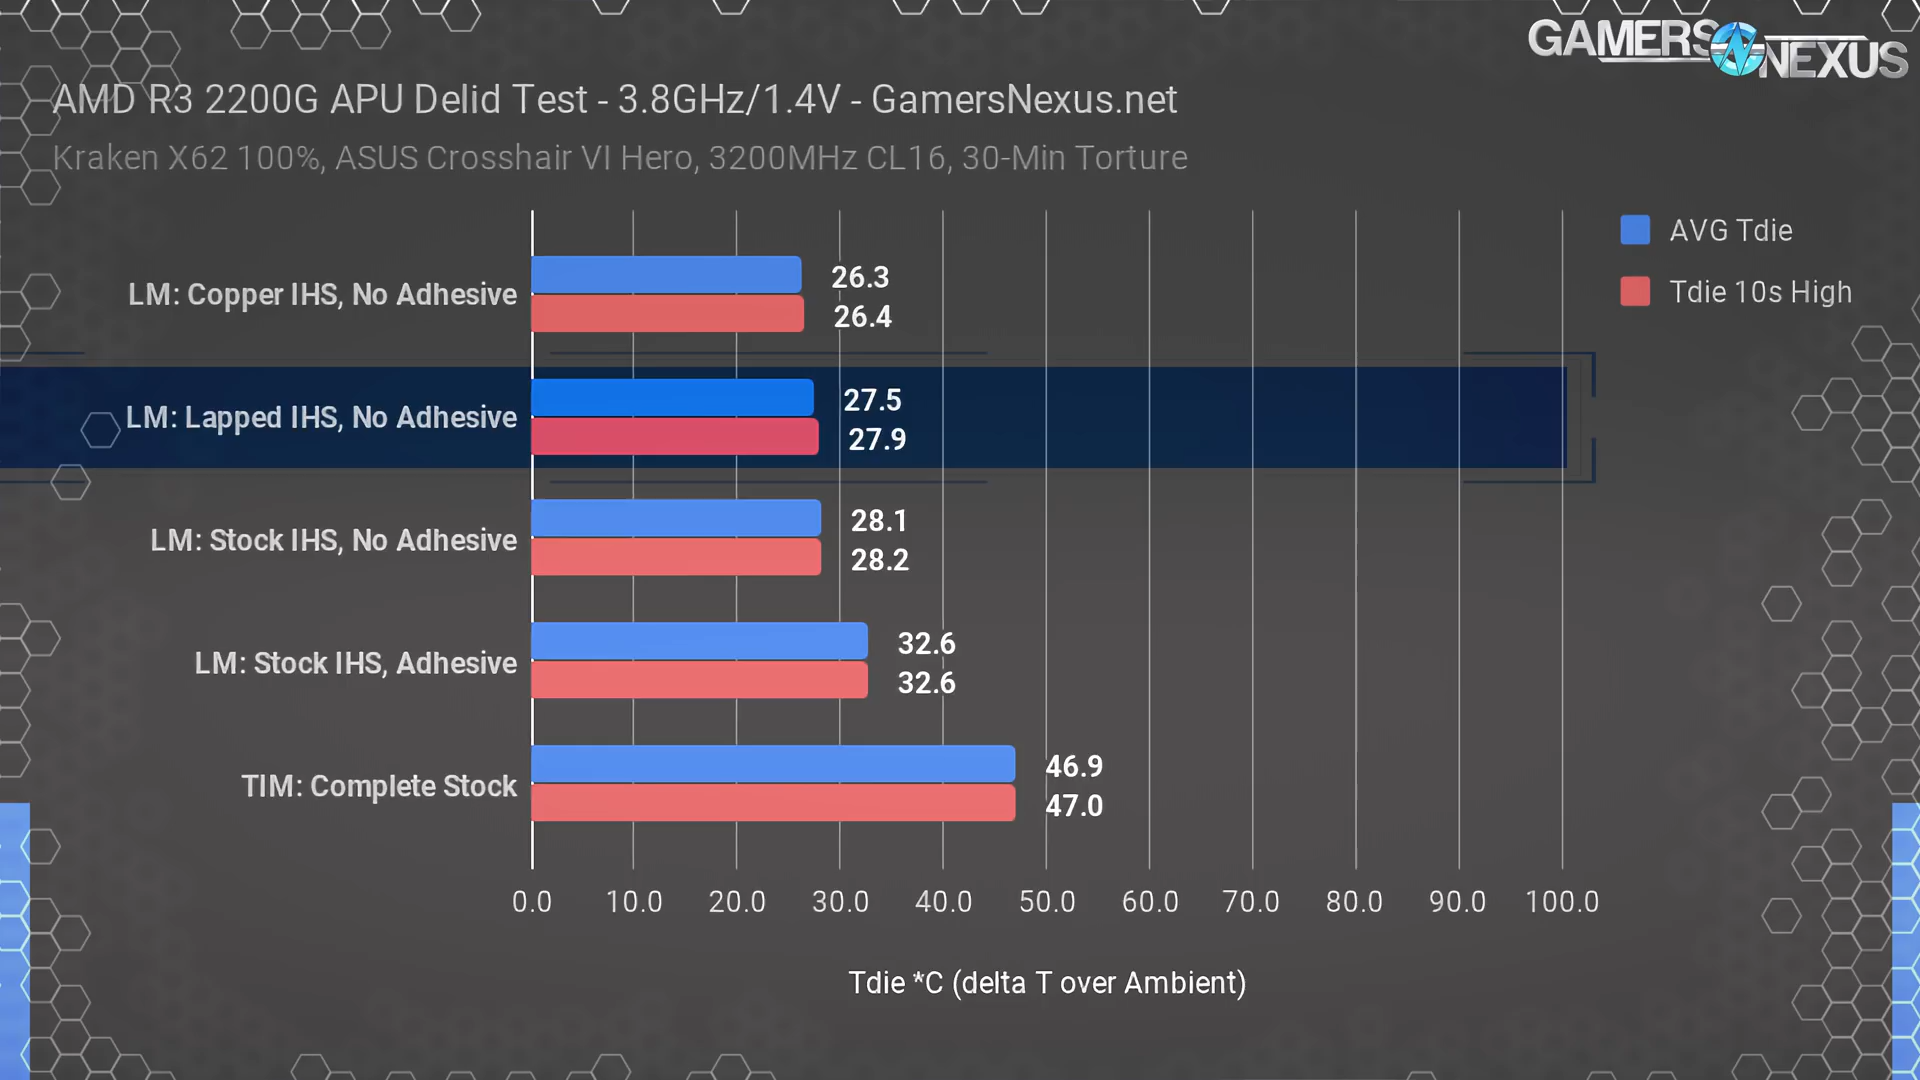 GAMERS NEXUS
AMD R3 2200G APU Delid Test - 3.8GHz/1.4V - GamersNexus.net
Kraken X62 100%, ASUS Crosshair VI Hero, 3200MHz CL16, 30-Min Torture
AVG Tdie
Tdie 10s High
LM: Copper IHS, No Adhesive
26.3
26.4
LM: Lapped IHS, No Adhesive
27.5
27.9
LM: Stock IHS, No Adhesive
28.1
28.2
LM: Stock IHS, Adhesive
32.6
32.6
TIM: Complete Stock
46.9
47.0
0.0 10.0 20.0 30.0 40.0 50.0 60.0 70.0 80.0 90.0 100.0
Tdie *C (delta T over Ambient)